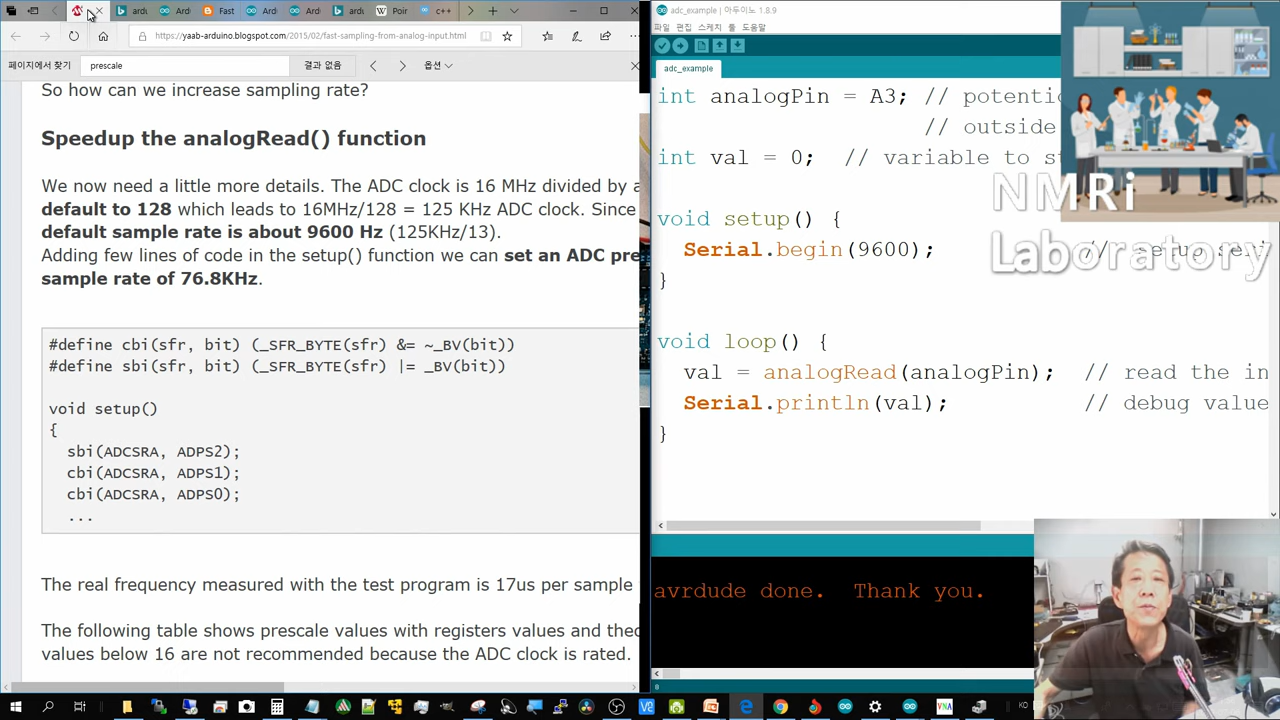 adc_example | 아두이노 1.8.9
파일 편집 스케치 툴 도움말
https://yaab-arduino.blogspot.com/2015/02/fast-sampling-from-analog-input.html
페이지에서 찾기 prescale 결과 없음 옵션
adc_example
So how can we increase sampling rate?
Speedup the analogRead() function
We now need a little more details. The ADC clock is 16 MHz divided by a
default to 128 which leads to 16MHz/128 = 125 KHz ADC clock. Since
default sample rate is about 9600 Hz (125KHz/13).
Adding few lines of code in the setup() function we can set an ADC pre
sample rate of 76.8KHz.
#define cbi(sfr, bit) (_SFR_BYTE(sfr) &= ~_BV(bit))
#define sbi(sfr, bit) (_SFR_BYTE(sfr) |= _BV(bit))
void setup()
{
sbi(ADCSRA, ADPS2);
cbi(ADCSRA, ADPS1);
cbi(ADCSRA, ADPS0);
...
The real frequency measured with the test program is 17us per sample
The following table shows prescale values with registers values and theo
values below 16 are not recommended because the ADC clock is rated.
int analogPin = A3; // potentio
// outside
int val = 0; // variable to st
void setup() {
Serial.begin(9600); // setup seri
}
void loop() {
val = analogRead(analogPin); // read the in
Serial.println(val); // debug value
}
avrdude done. Thank you.
NMRi
Laboratory